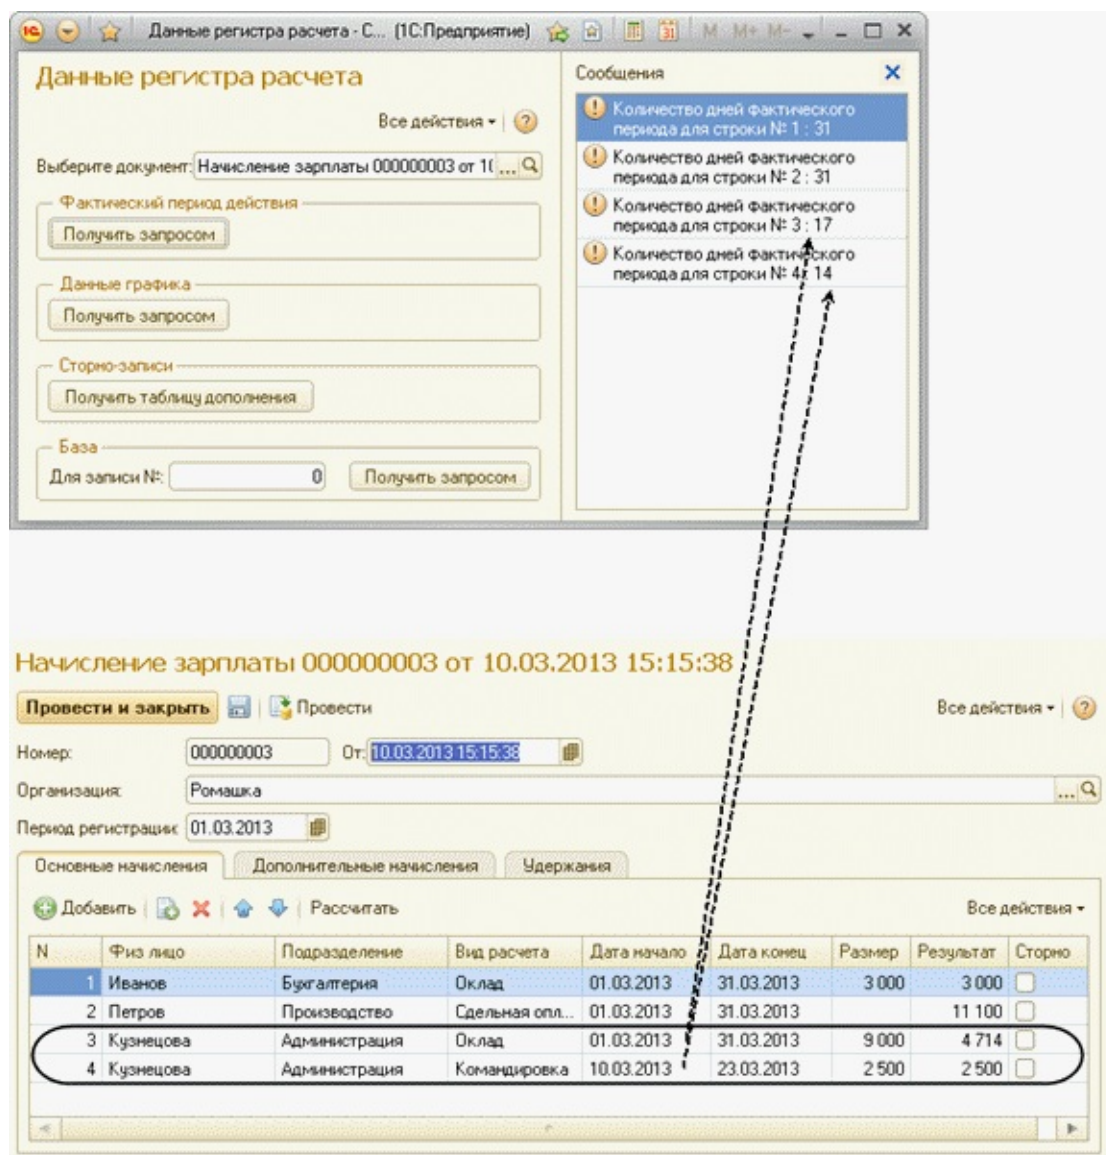 Данные регистра расчета - С... (1С:Предприятие) 31 M M+ M-
Данные регистра расчета
Все действия
Выберите документ: Начисление зарплаты 000000003 от 1( ...
Фактический период действия
Получить запросом
Данные графика
Получить запросом
Сторно-записи
Получить таблицу дополнения
База
Для записи №: 0 Получить запросом
Сообщения
Количество дней фактического
периода для строки № 1 : 31
Количество дней фактического
периода для строки № 2 : 31
Количество дней фактического
периода для строки № 3 : 17
Количество дней фактического
периода для строки № 4 : 14
Начисление зарплаты 000000003 от 10.03.2013 15:15:38
Провести и закрыть Провести Все действия
Номер: 000000003 От: 10.03.2013 15:15:38
Организация: Ромашка ...
Период регистрации: 01.03.2013
Основные начисления Дополнительные начисления Удержания
Добавить Рассчитать Все действия
N Физ лицо Подразделение Вид расчета Дата начало Дата конец Размер Результат Сторно
1 Иванов Бухгалтерия Оклад 01.03.2013 31.03.2013 3 000 3 000
2 Петров Производство Сдельная опл... 01.03.2013 31.03.2013 11 100
3 Кузнецова Администрация Оклад 01.03.2013 31.03.2013 9 000 4 714
4 Кузнецова Администрация Командировка 10.03.2013 23.03.2013 2 500 2 500